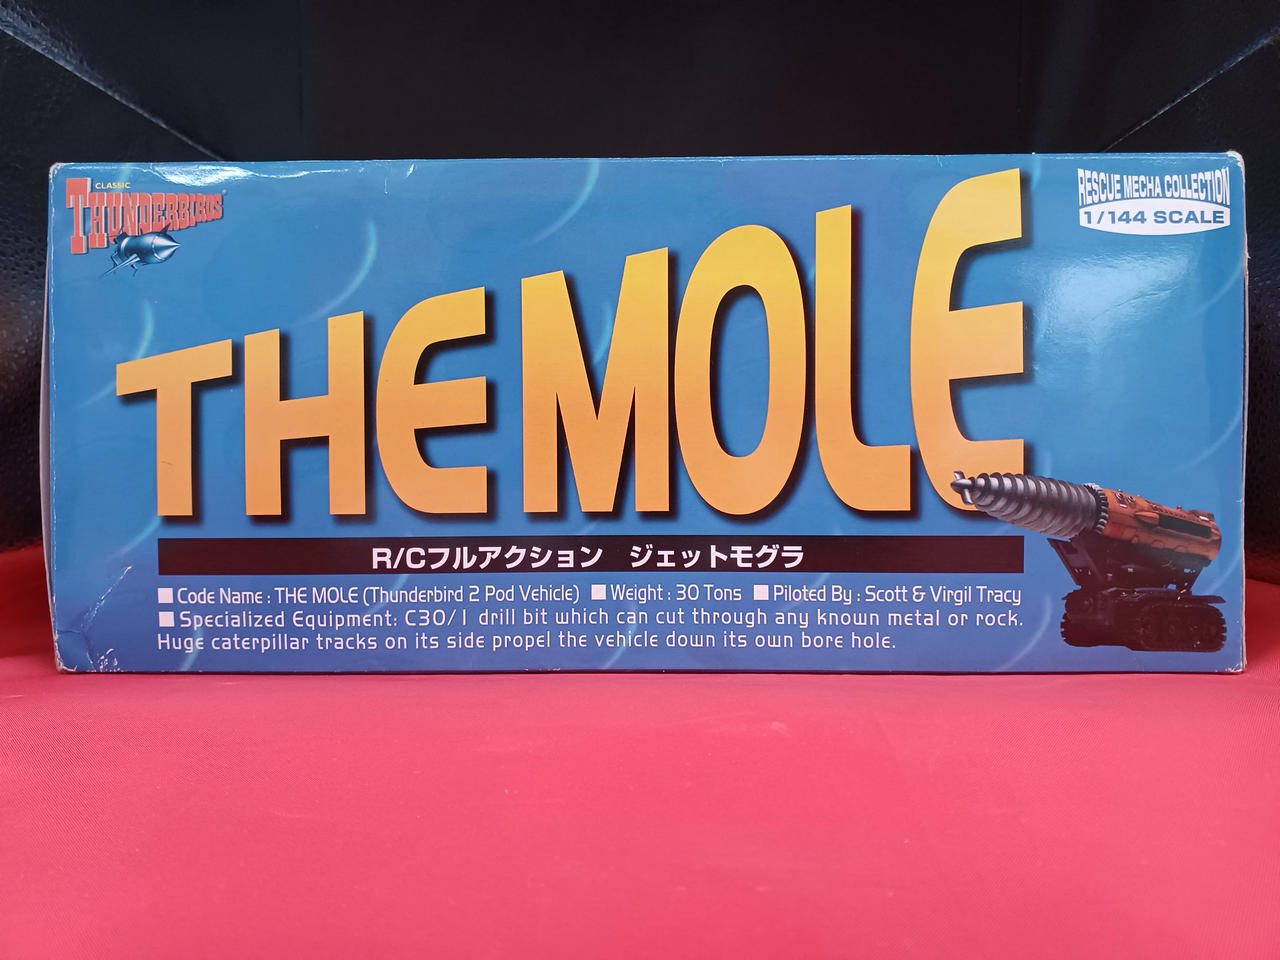 CLASSIC
THUNDERBIRDS
RESCUE MECHA COLLECTION
1/144 SCALE
THE MOLE
R/Cフルアクション ジェットモグラ
■Code Name : THE MOLE (Thunderbird 2 Pod Vehicle) ■Weight : 30 Tons ■Piloted By : Scott & Virgil Tracy
■Specialized Equipment: C30/1 drill bit which can cut through any known metal or rock.
Huge caterpillar tracks on its side propel the vehicle down its own bore hole.